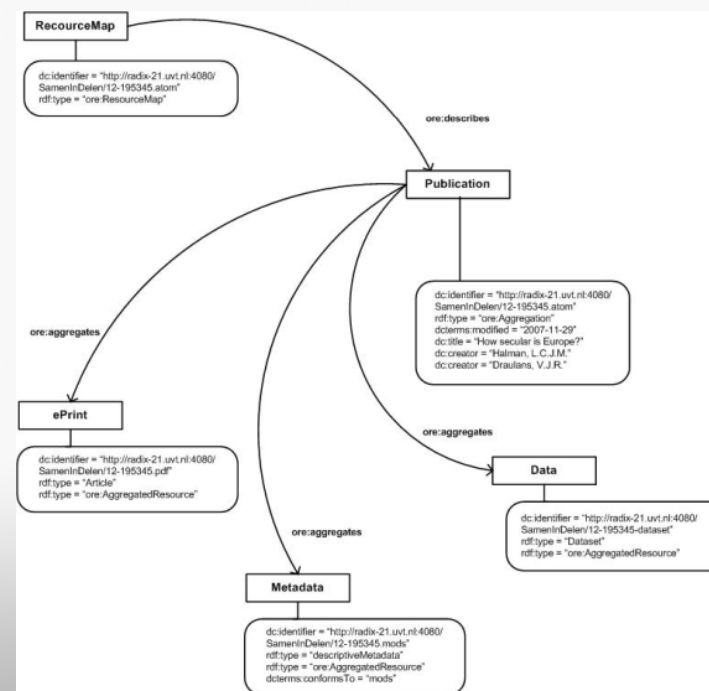 RecourceMap
dc:identifier = "http://radix-21.uvt.nl:4080/
SamenInDelen/12-195345.atom"
rdf:type = "ore:ResourceMap"
ore:describes
Publication
dc:identifier = "http://radix-21.uvt.nl:4080/
SamenInDelen/12-195345.atom"
rdf:type = "ore:Aggregation"
dcterms:modified = "2007-11-29"
dc:title = "How secular is Europe?"
dc:creator = "Halman, L.C.J.M."
dc:creator = "Draulans, V.J.R."
ore:aggregates
ePrint
dc:identifier = "http://radix-21.uvt.nl:4080/
SamenInDelen/12-195345.pdf"
rdf:type = "Article"
rdf:type = "ore:AggregatedResource"
ore:aggregates
Data
dc:identifier = "http://radix-21.uvt.nl:4080/
SamenInDelen/12-195345-dataset"
rdf:type = "Dataset"
rdf:type = "ore:AggregatedResource"
ore:aggregates
Metadata
dc:identifier = "http://radix-21.uvt.nl:4080/
SamenInDelen/12-195345.mods"
rdf:type = "descriptiveMetadata"
rdf:type = "ore:AggregatedResource"
dcterms:conformsTo = "mods"